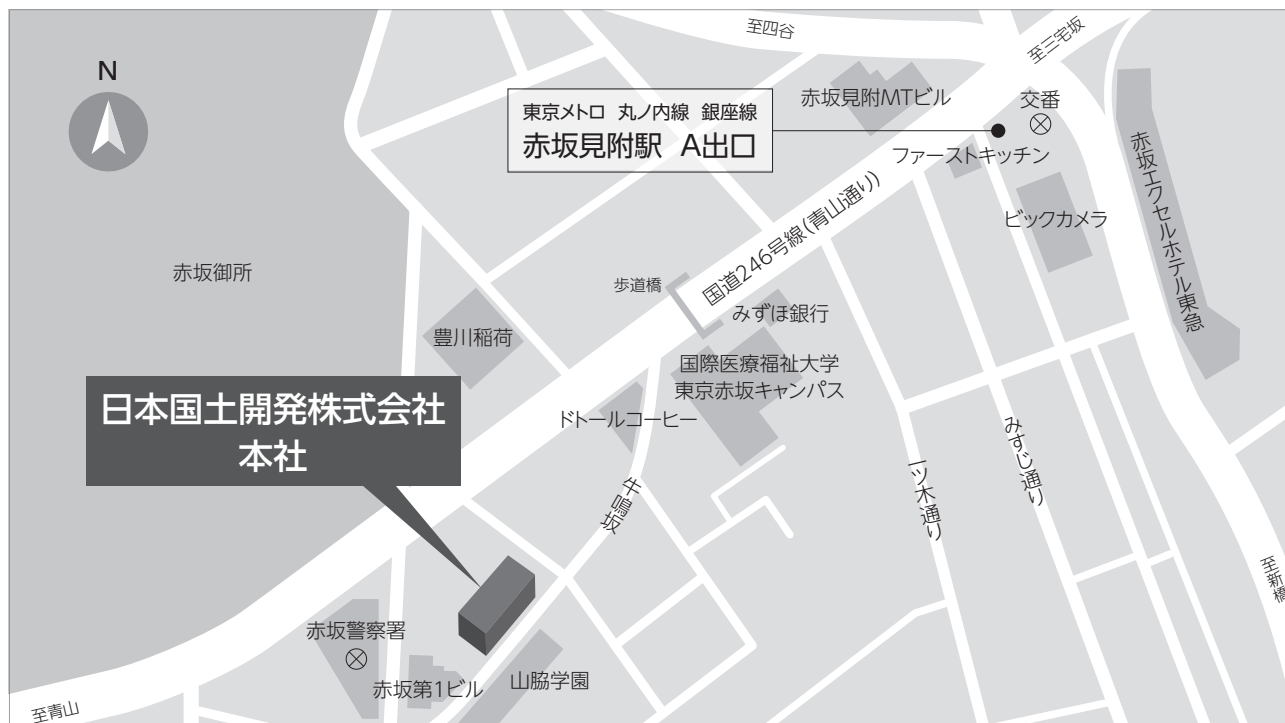 至四谷
至三宅坂
N
東京メトロ 丸ノ内線 銀座線
赤坂見附駅 A出口
赤坂見附MTビル
交番
ファーストキッチン
赤坂エクセルホテル東急
ビックカメラ
国道246号線(青山通り)
赤坂御所
歩道橋
みずほ銀行
豊川稲荷
国際医療福祉大学
東京赤坂キャンパス
日本国土開発株式会社
本社
ドトールコーヒー
みすじ通り
一ツ木通り
牛鳴坂
至新橋
赤坂警察署
赤坂第1ビル
山脇学園
至青山